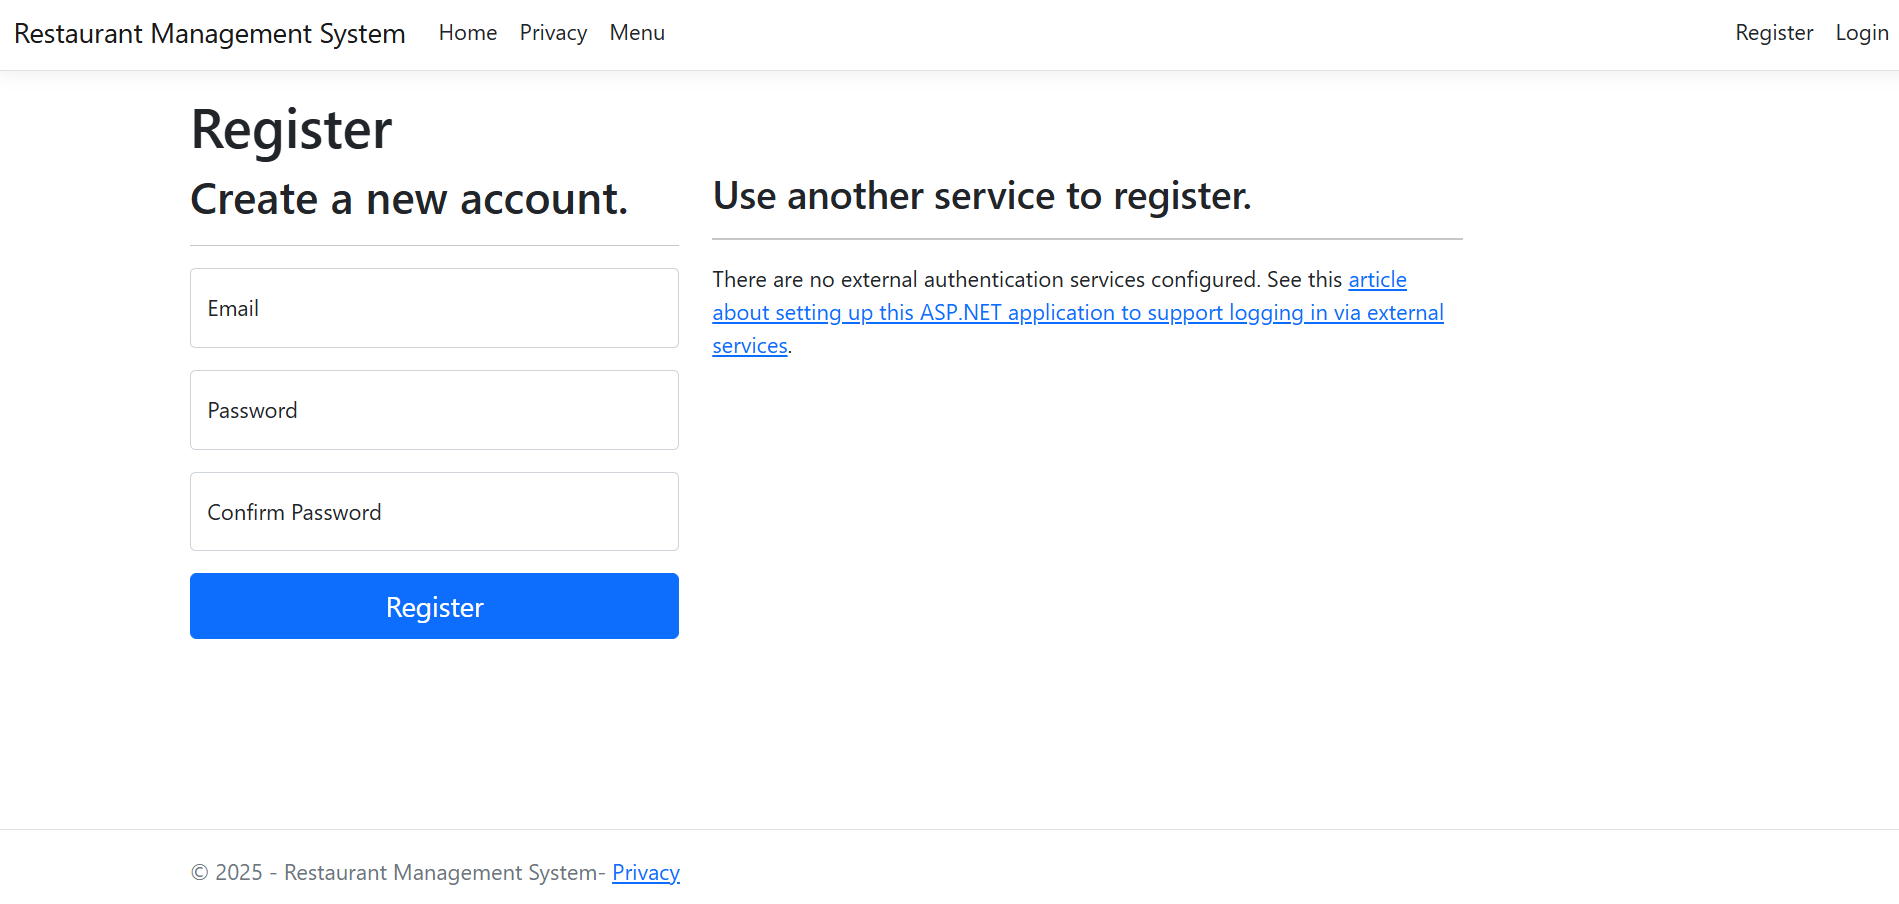 Restaurant Management System Home Privacy Menu Register Login
Register
Create a new account.
Email
Password
Confirm Password
Register
Use another service to register.
There are no external authentication services configured. See this article
about setting up this ASP.NET application to support logging in via external
services.
© 2025 - Restaurant Management System- Privacy